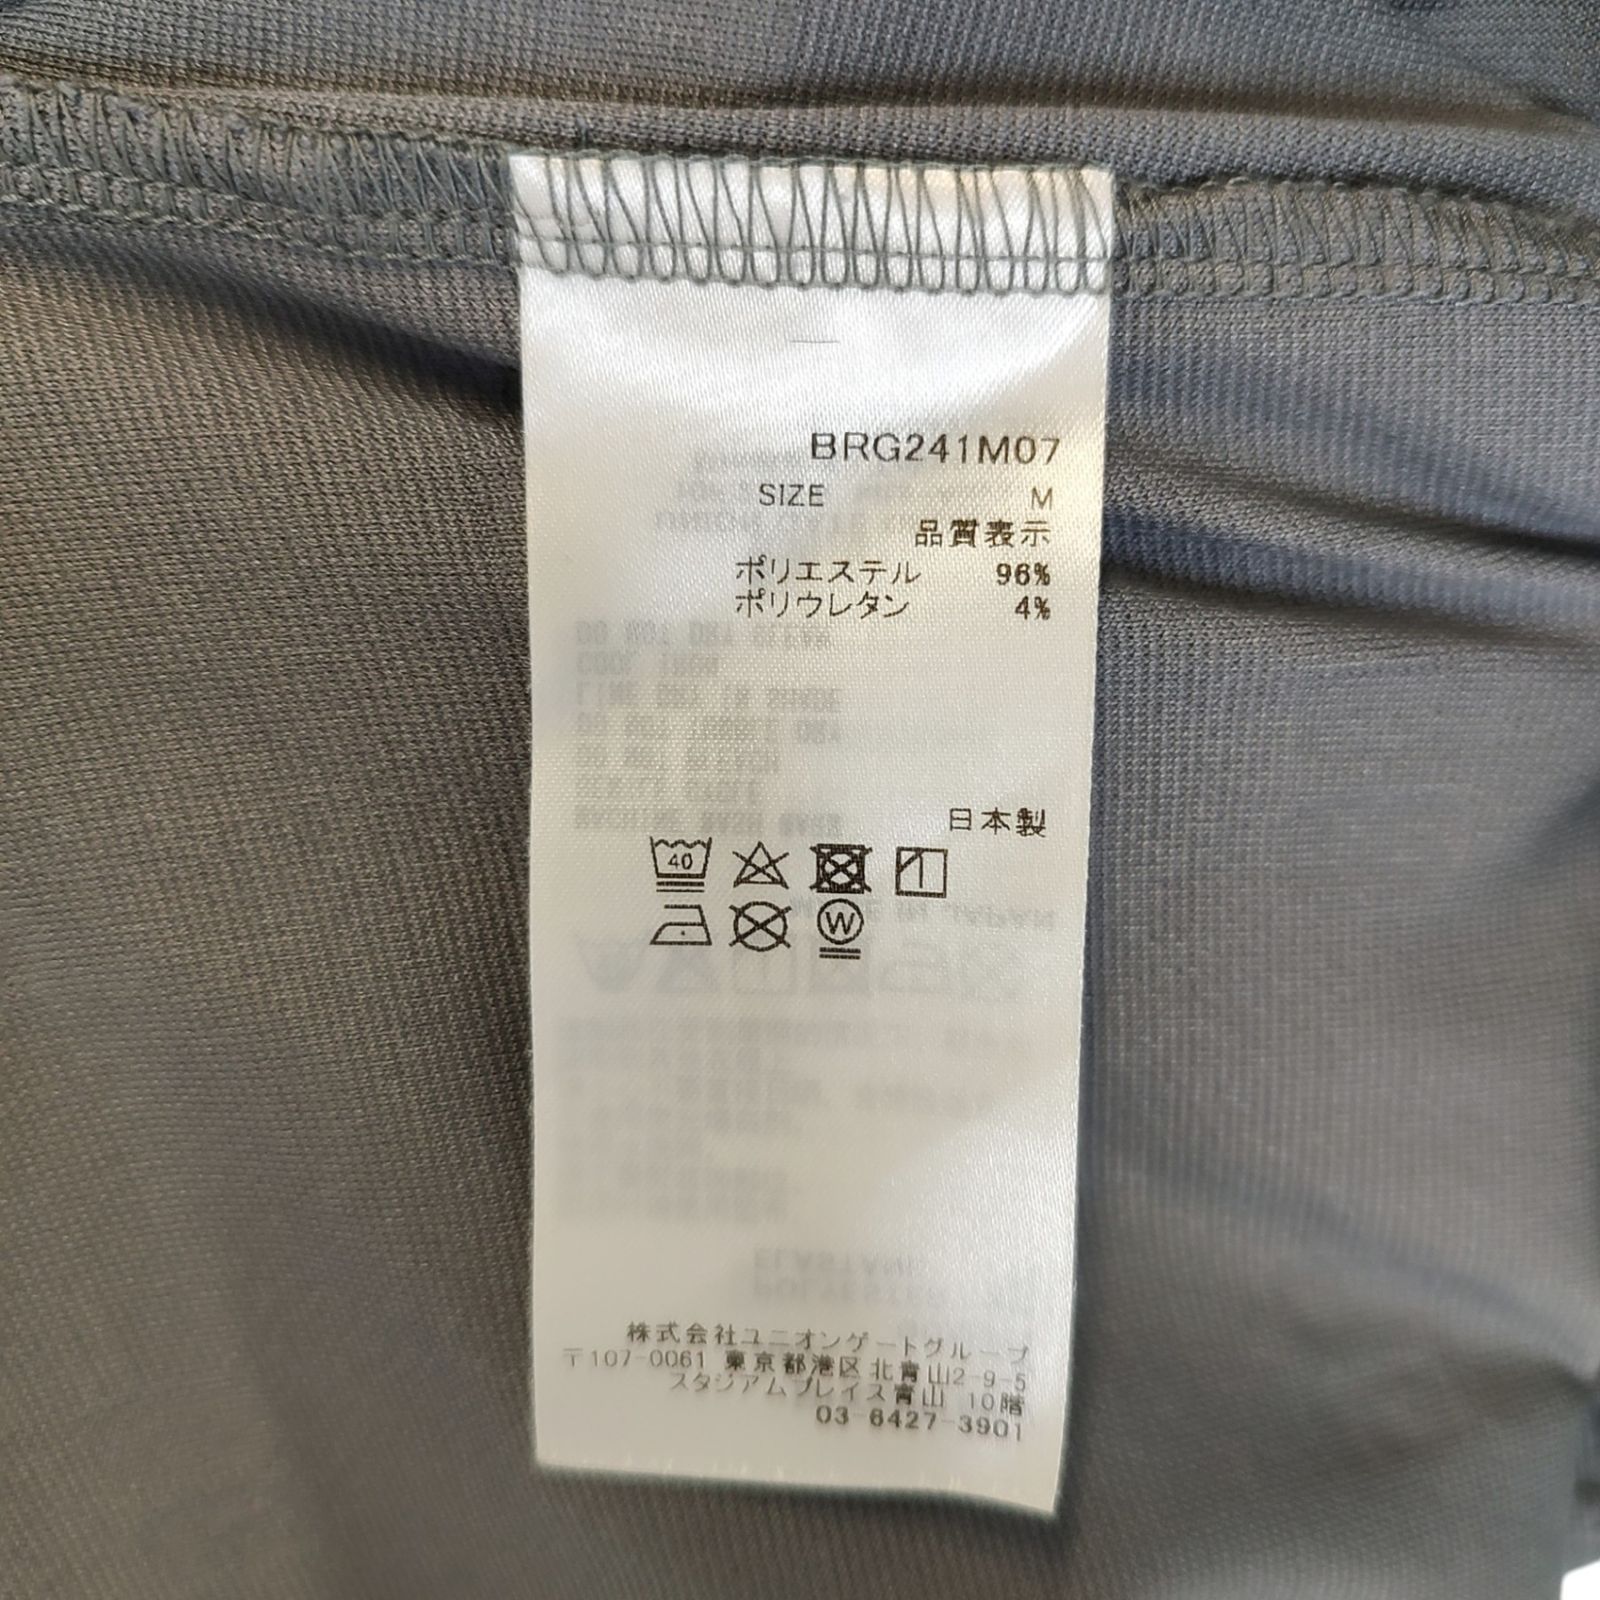 BRG241M07
SIZE M
品質表示
ポリエステル 96%
ポリウレタン 4%
日本製
40
W
株式会社ユニオンゲートグループ
〒107-0061 東京都港区北青山2-9-5
スタジアムプレイス青山 10階
03-6427-3901